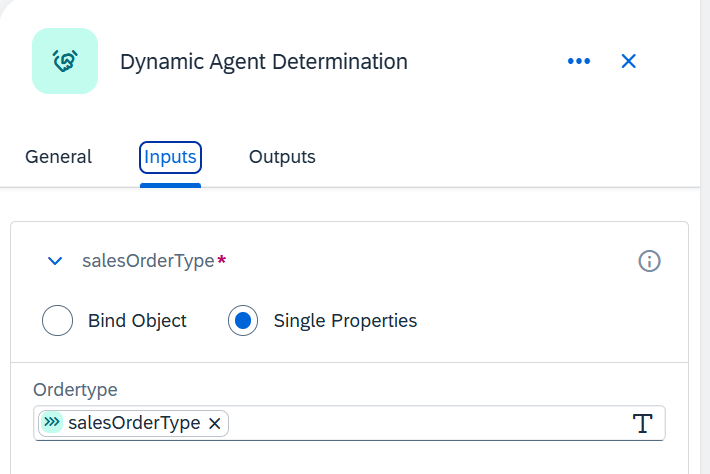 Dynamic Agent Determination
General Inputs Outputs
salesOrderType*
Bind Object Single Properties
Ordertype
salesOrderType